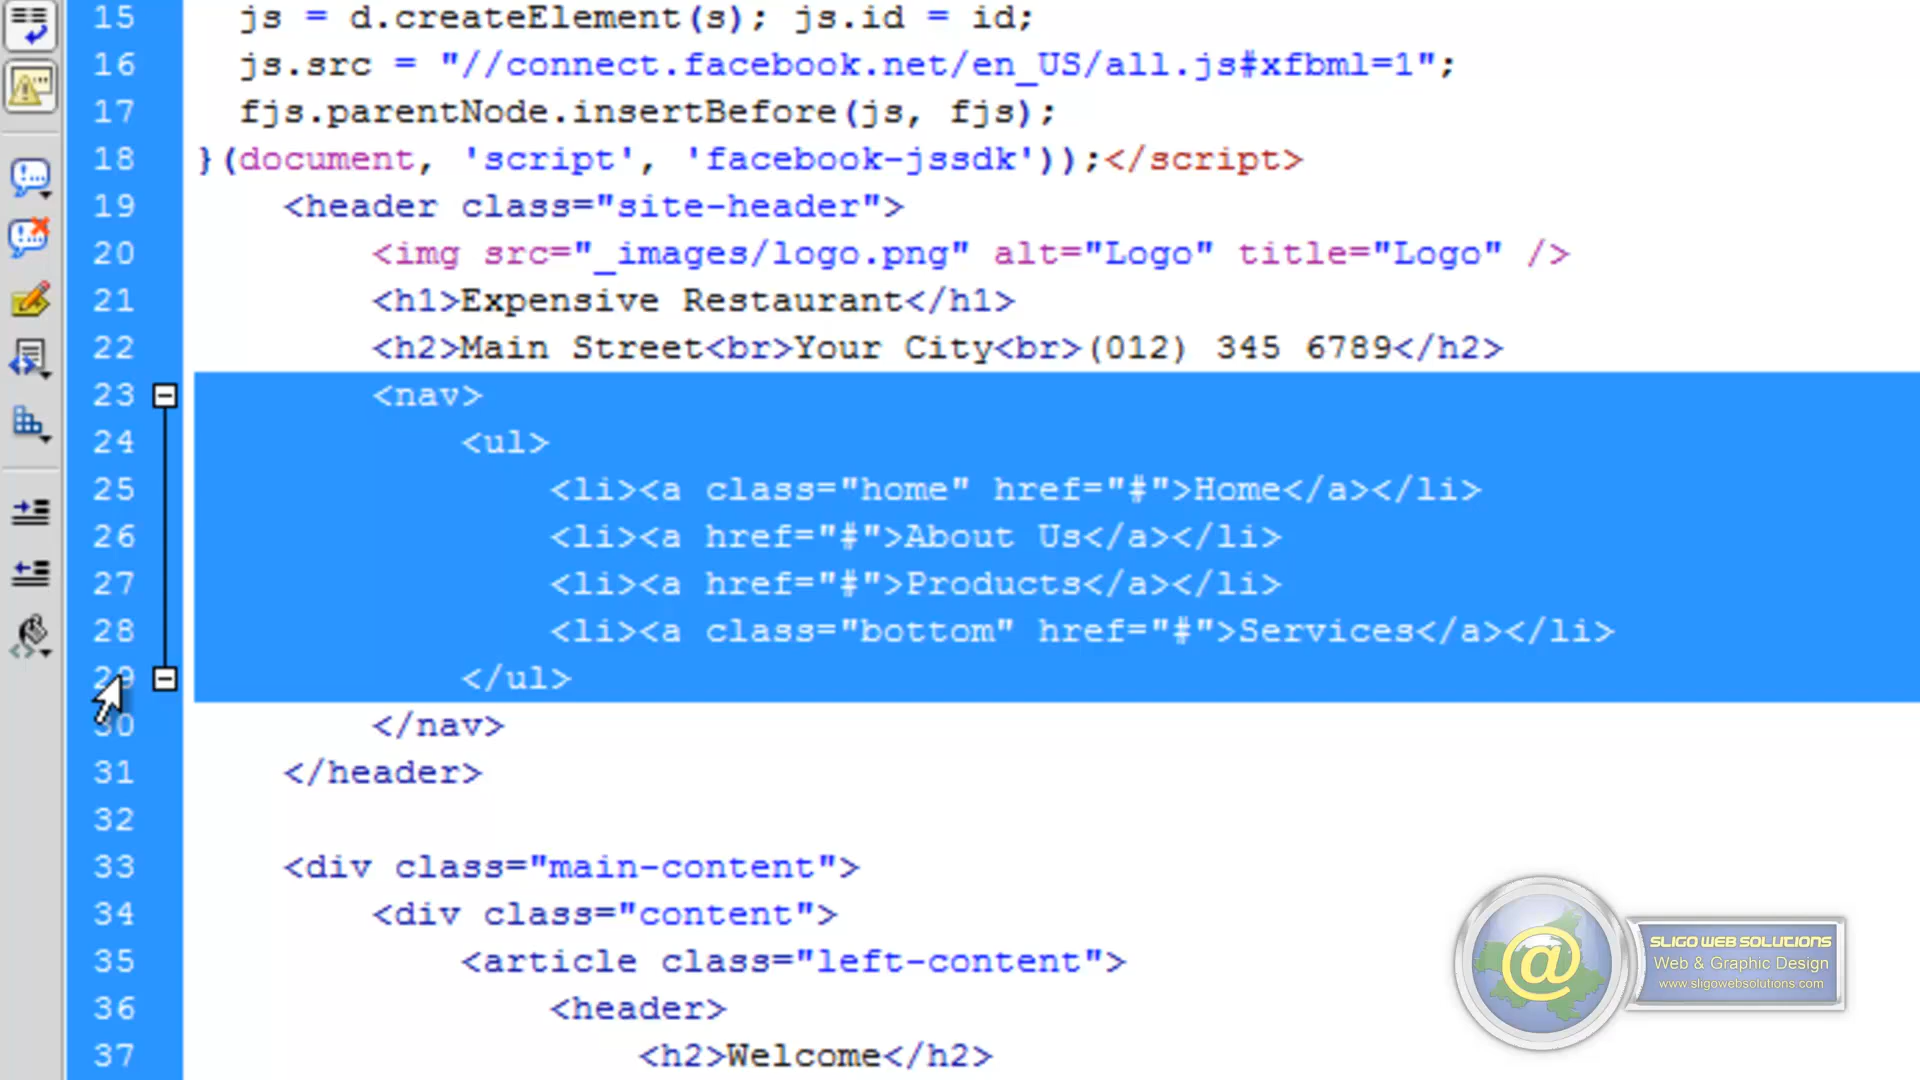 15 js = d.createElement(s); js.id = id;
16 js.src = "//connect.facebook.net/en_US/all.js#xfbml=1";
17 fjs.parentNode.insertBefore(js, fjs);
18 }(document, 'script', 'facebook-jssdk'));</script>
19 <header class="site-header">
20 <img src="_images/logo.png" alt="Logo" title="Logo" />
21 <h1>Expensive Restaurant</h1>
22 <h2>Main Street<br>Your City<br>(012) 345 6789</h2>
23 <nav>
24 <ul>
25 <li><a class="home" href="#">Home</a></li>
26 <li><a href="#">About Us</a></li>
27 <li><a href="#">Products</a></li>
28 <li><a class="bottom" href="#">Services</a></li>
29 </ul>
30 </nav>
31 </header>
32
33 <div class="main-content">
34 <div class="content">
35 <article class="left-content">
36 <header>
37 <h2>Welcome</h2>
@
SLIGO WEB SOLUTIONS
Web & Graphic Design
www.sligowebsolutions.com